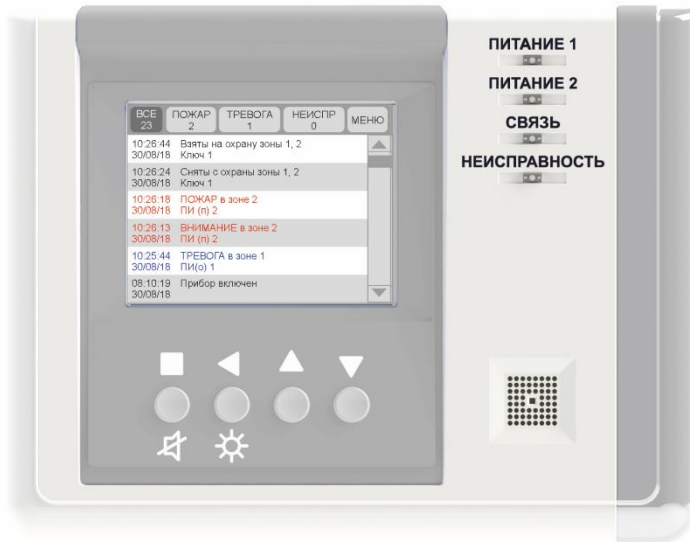 ПИТАНИЕ 1
ПИТАНИЕ 2
СВЯЗЬ
НЕИСПРАВНОСТЬ
ВСЕ ПОЖАР ТРЕВОГА НЕИСПР МЕНЮ
23 2 1 0
10:26:44 Взяты на охрану зоны 1, 2
30/08/18 Ключ 1
10:26:24 Сняты с охраны зоны 1, 2
30/08/18 Ключ 1
10:26:18 ПОЖАР в зоне 2
30/08/18 ПИ (п) 2
10:26:13 ВНИМАНИЕ в зоне 2
30/08/18 ПИ (п) 2
10:25:44 ТРЕВОГА в зоне 1
30/08/18 ПИ(о) 1
08:10:19 Прибор включен
30/08/18